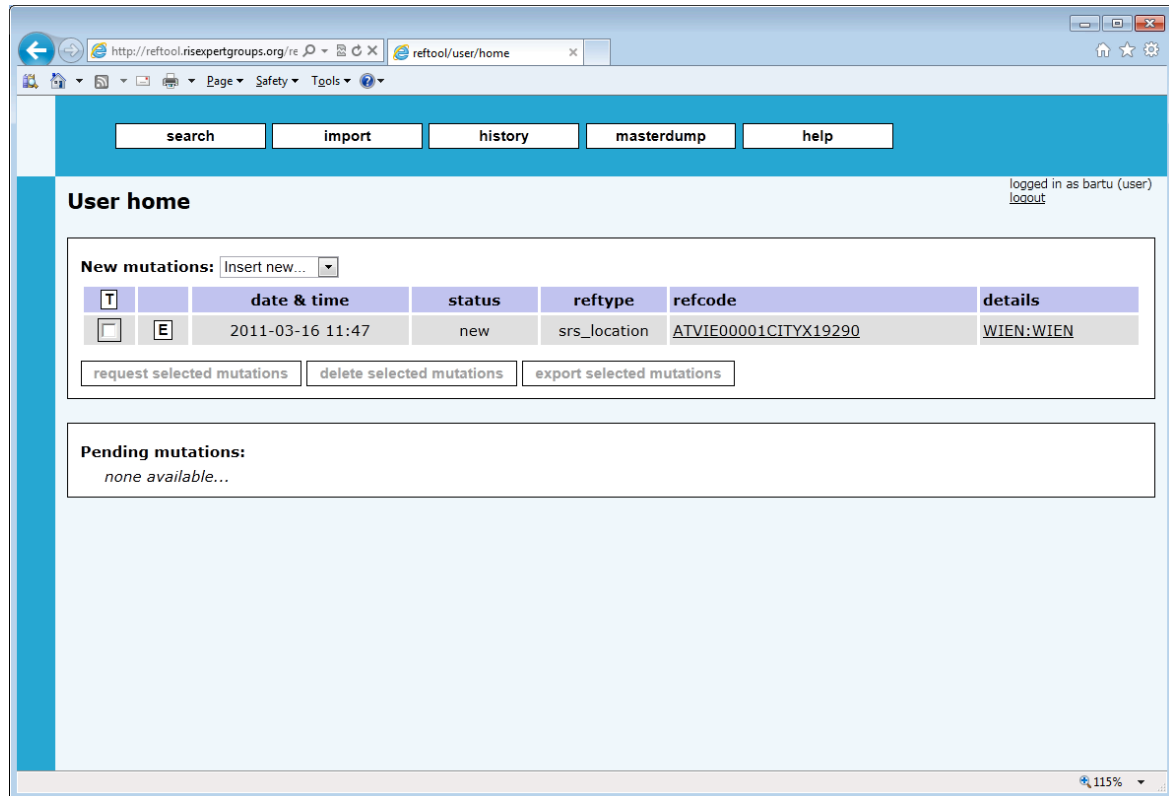 http://reftool.risexpertgroups.org/re
reftool/user/home
Page Safety Tools
search import history masterdump help
logged in as bartu (user)
logout
User home
New mutations: Insert new...
T date & time status reftype refcode details
E 2011-03-16 11:47 new srs_location ATVIE00001CITYX19290 WIEN:WIEN
request selected mutations delete selected mutations export selected mutations
Pending mutations:
none available...
115%